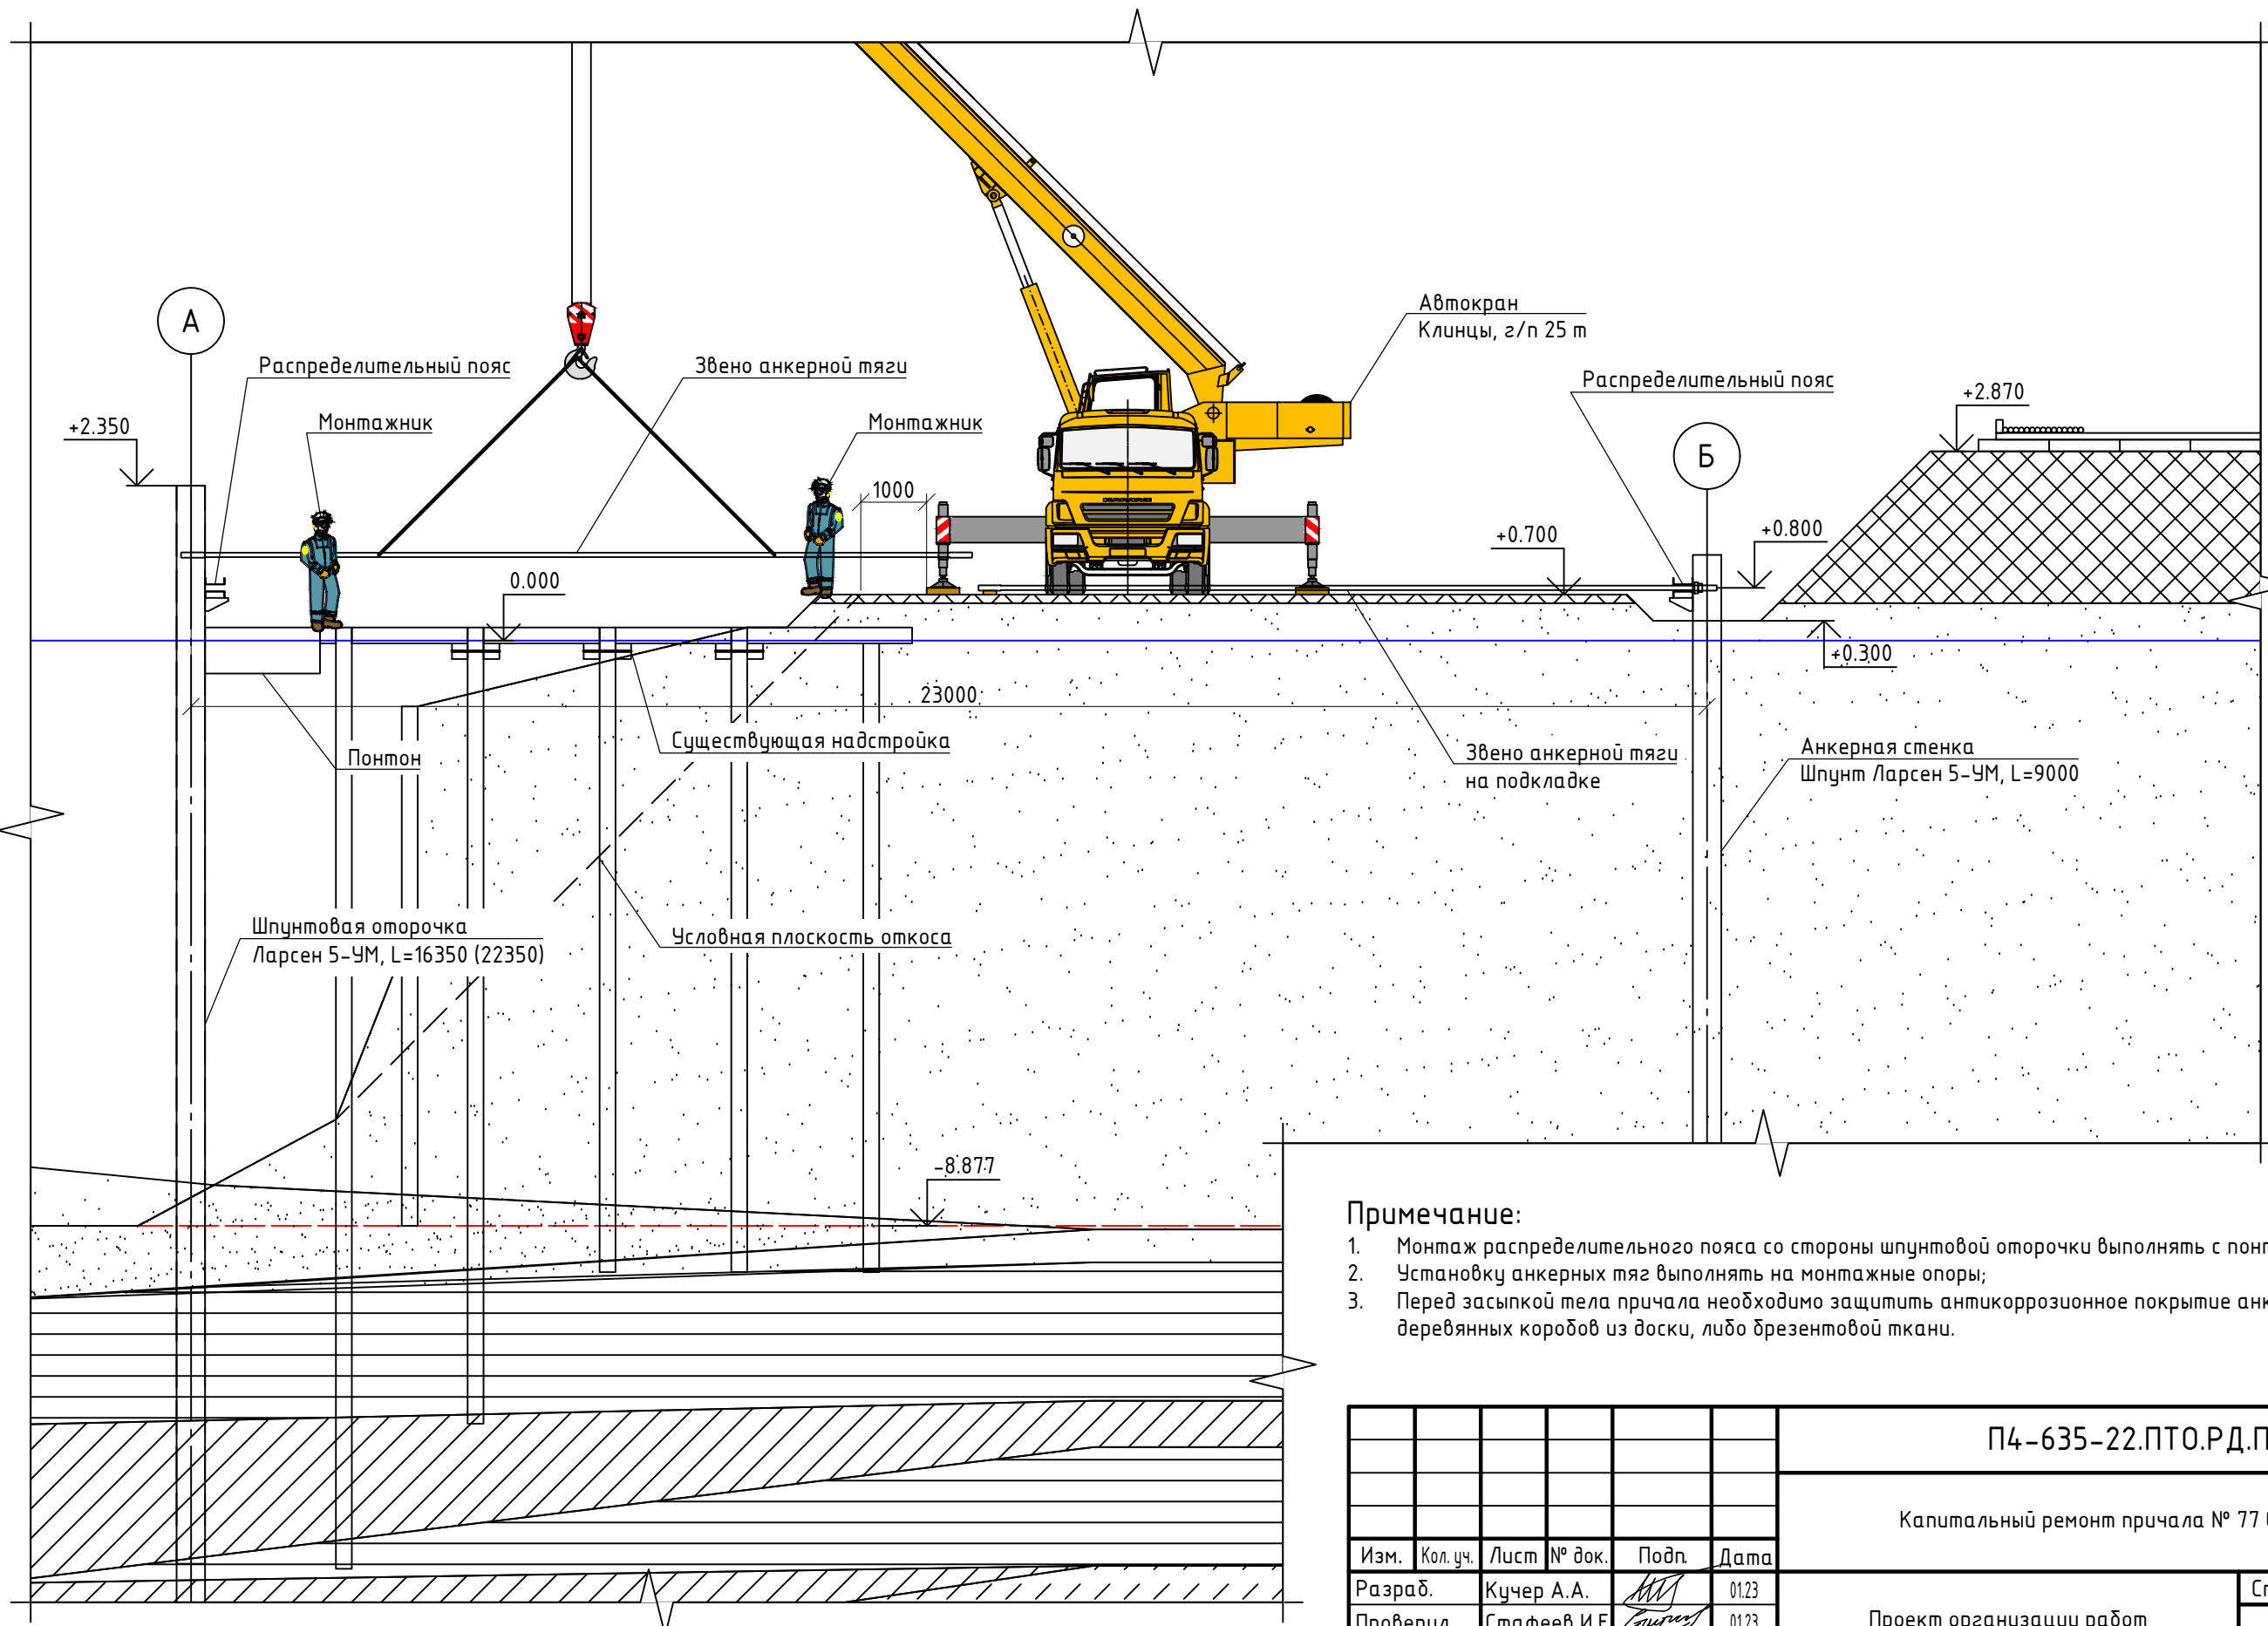 А
Распределительный пояс
Звено анкерной тяги
Автокран
Клинцы, г/п 25 т
Распределительный пояс
+2.870
+2.350
Монтажник
Монтажник
Б
1000
+0.700
+0.800
0.000
+0.300
23000
Понтон
Существующая надстройка
Звено анкерной тяги
на подкладке
Анкерная стенка
Шпунт Ларсен 5-УМ, L=9000
Шпунтовая оторочка
Ларсен 5-УМ, L=16350 (22350)
Условная плоскость откоса
-8.877
Примечание:
1. Монтаж распределительного пояса со стороны шпунтовой оторочки выполнять с
2. Установку анкерных тяг выполнять на монтажные опоры;
3. Перед засыпкой тела причала необходимо защитить антикоррозионное покрытие
деревянных коробов из доски, либо брезентовой ткани.
П4-635-22.ПТО.РД.П
Капитальный ремонт причала № 77
Изм. Кол. уч. Лист № док. Подп. Дата
Разраб. Кучер А.А. 01.23
Проверил Стафеев И.Е 01.23
Проект организации работ